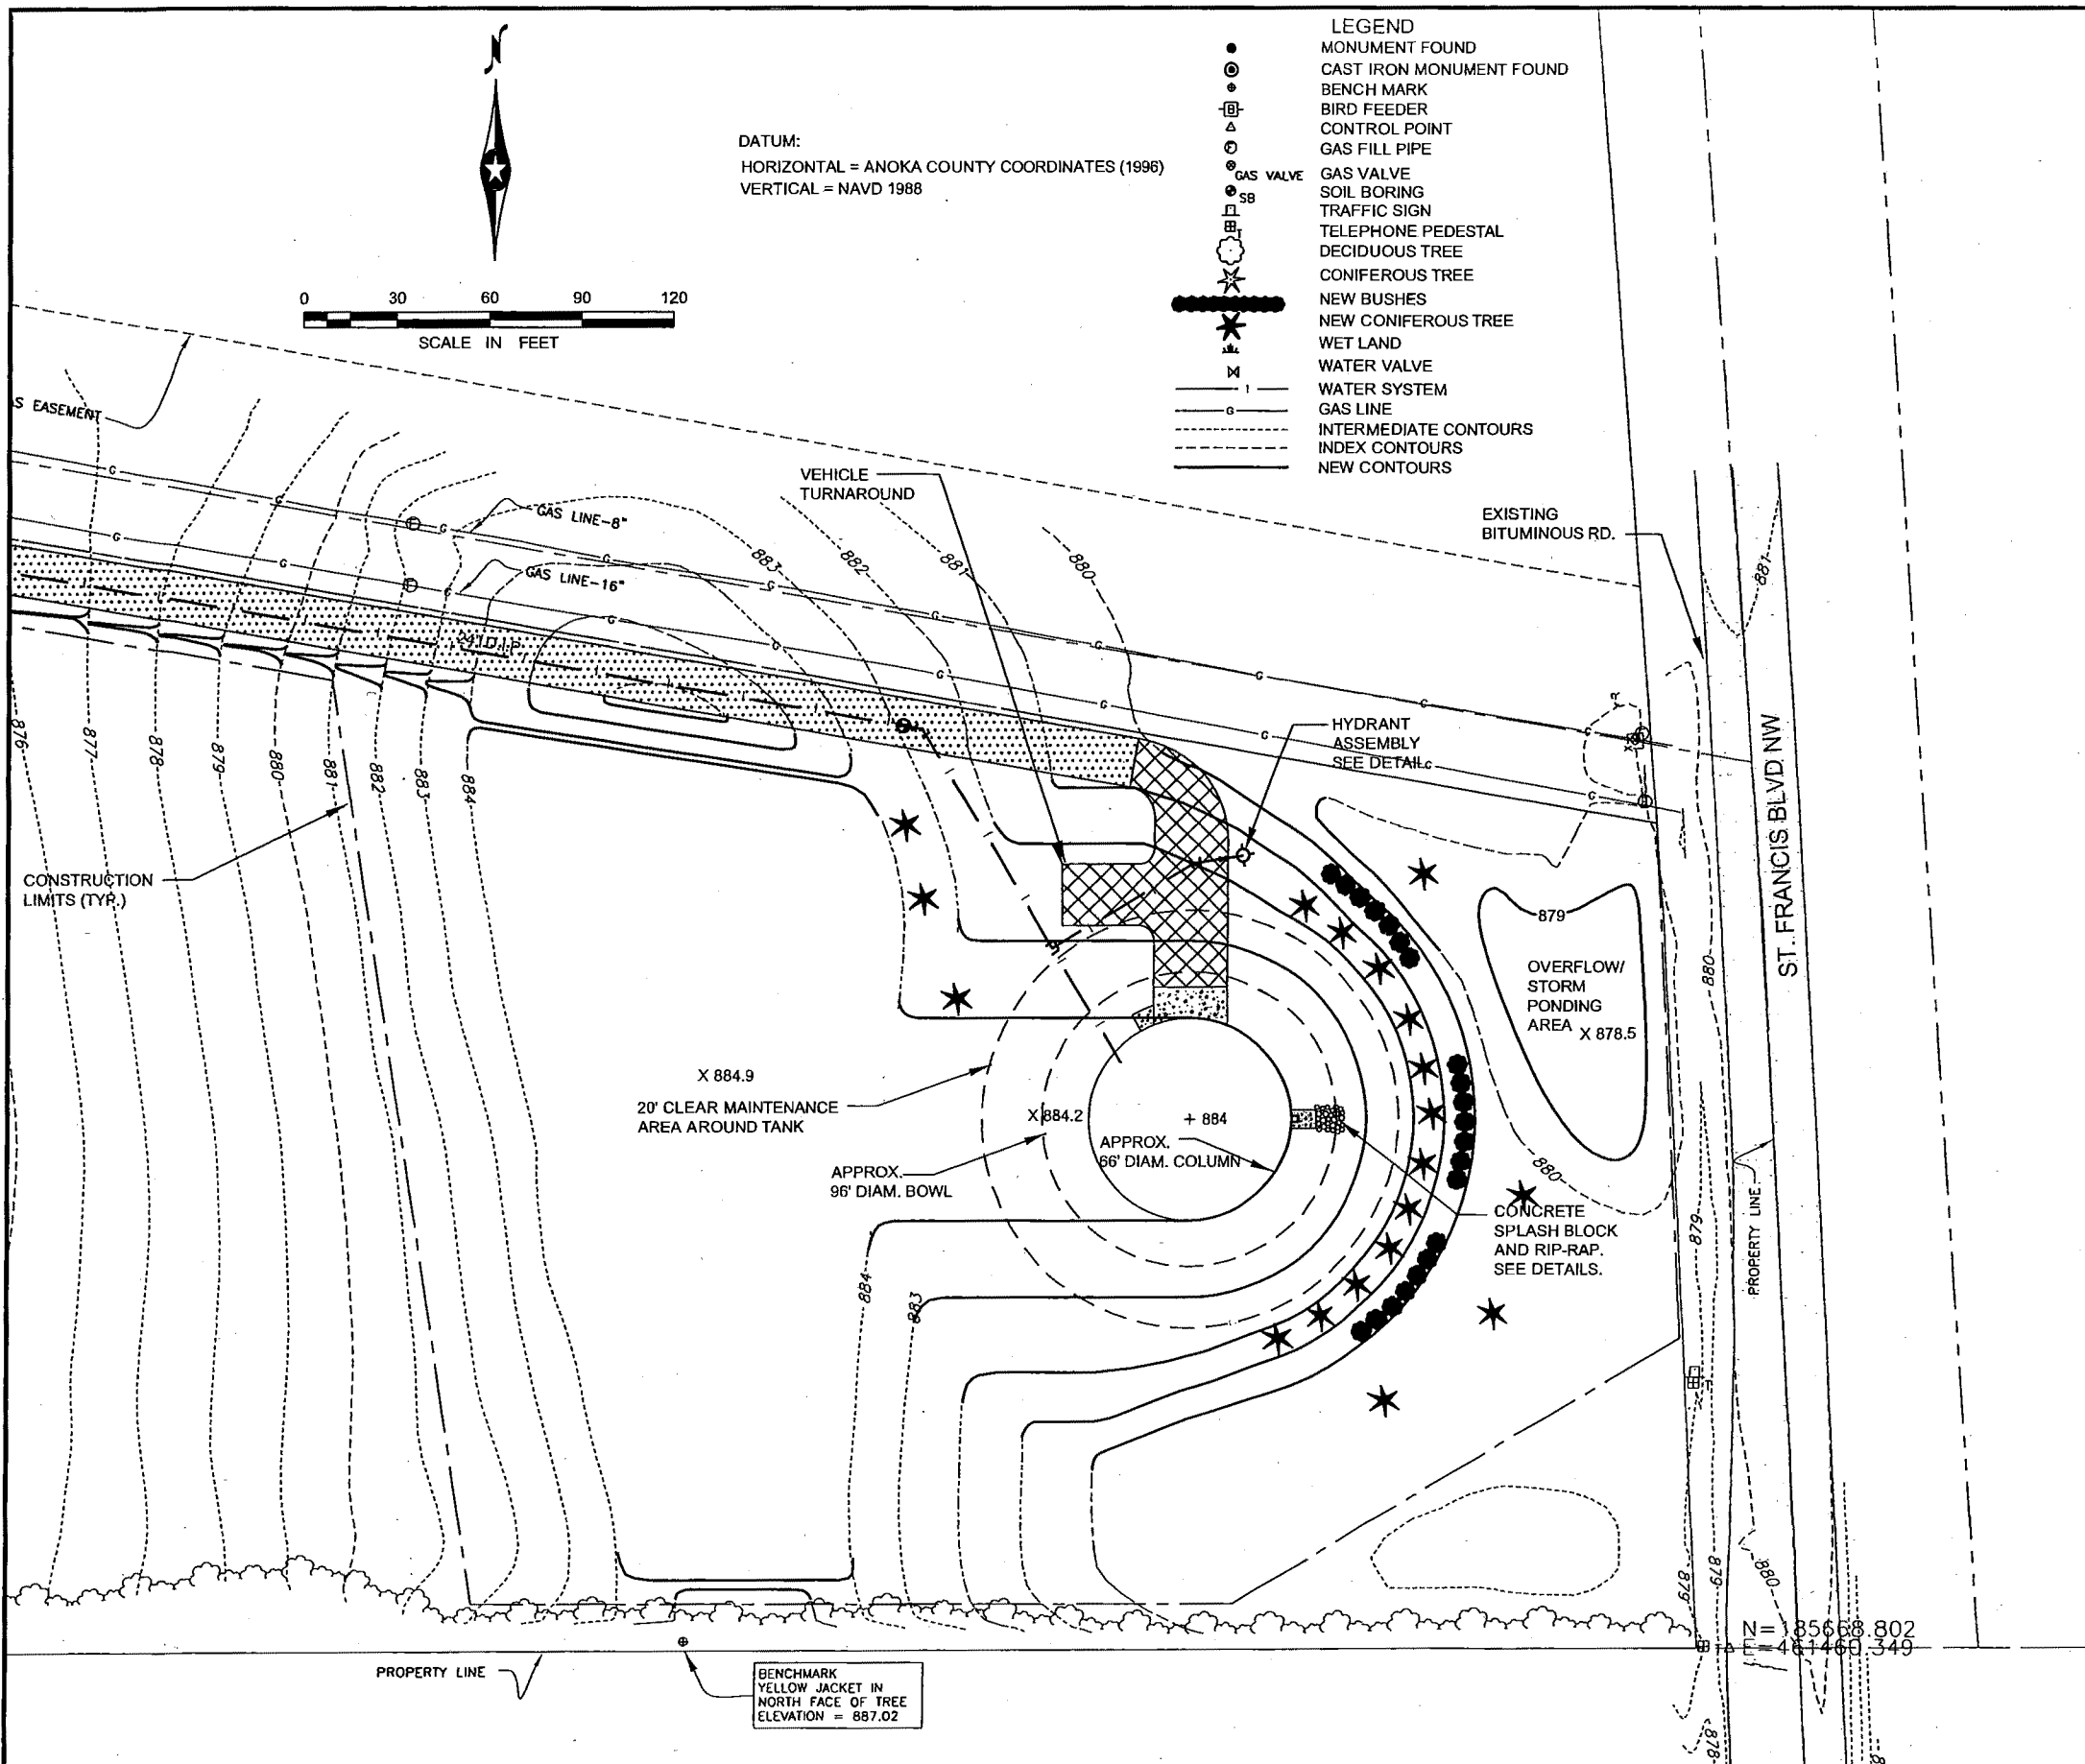 N
LEGEND
MONUMENT FOUND
CAST IRON MONUMENT FOUND
BENCH MARK
B
BIRD FEEDER
CONTROL POINT
F
GAS FILL PIPE
GAS VALVE
GAS VALVE
SB
SOIL BORING
TRAFFIC SIGN
T
TELEPHONE PEDESTAL
DECIDUOUS TREE
CONIFEROUS TREE
NEW BUSHES
NEW CONIFEROUS TREE
WET LAND
WATER VALVE
I
WATER SYSTEM
G
GAS LINE
INTERMEDIATE CONTOURS
INDEX CONTOURS
NEW CONTOURS
DATUM:
HORIZONTAL = ANOKA COUNTY COORDINATES (1996)
VERTICAL = NAVD 1988
0 30 60 90 120
SCALE IN FEET
S EASEMENT
VEHICLE
TURNAROUND
GAS LINE-8"
GAS LINE-16"
883
882
881
880
EXISTING
BITUMINOUS RD.
881
HYDRANT
ASSEMBLY
SEE DETAIL
ST. FRANCIS BLVD NW
876
877
878
879
880
881
882
883
884
CONSTRUCTION
LIMITS (TYP.)
879
OVERFLOW/
STORM
PONDING
AREA
X 878.5
880
X 884.9
20' CLEAR MAINTENANCE
AREA AROUND TANK
X 884.2
+ 884
APPROX.
66' DIAM. COLUMN
APPROX.
96' DIAM. BOWL
880
CONCRETE
SPLASH BLOCK
AND RIP-RAP.
SEE DETAILS.
879
PROPERTY LINE
884
883
T
879
879
880
N=185668.802
E=461460.349
PROPERTY LINE
BENCHMARK
YELLOW JACKET IN
NORTH FACE OF TREE
ELEVATION = 887.02
878